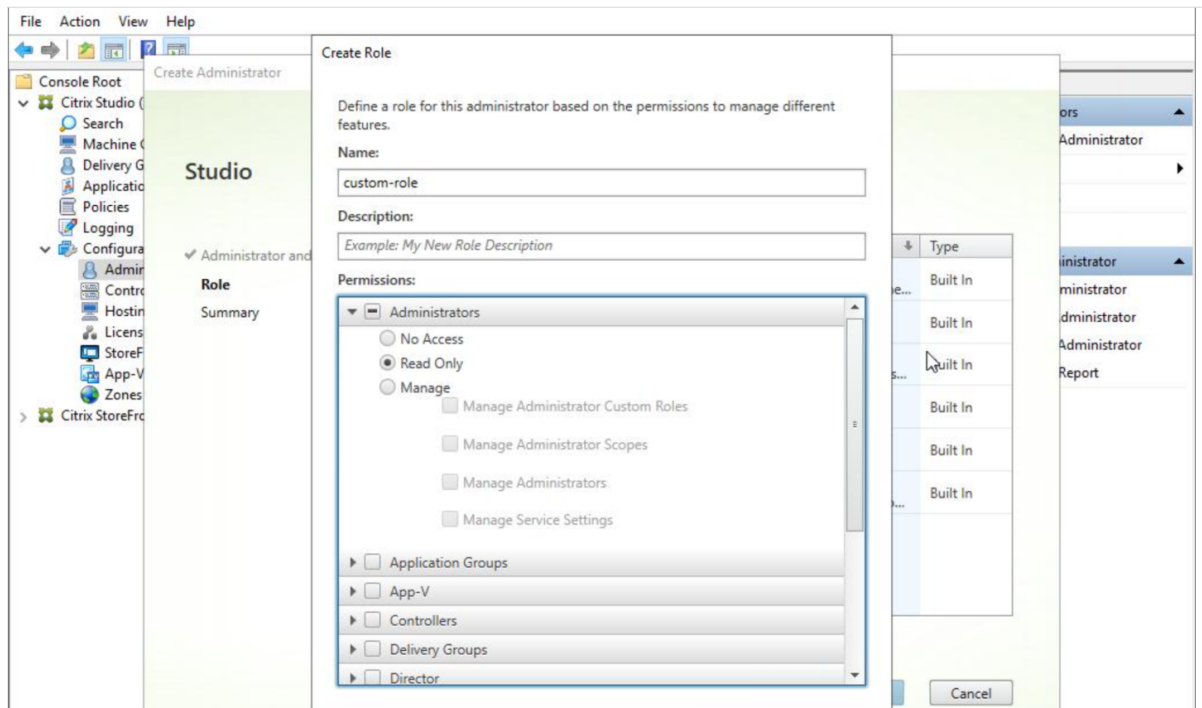 File Action View Help
Create Role
Create Administrator
Console Root
Citrix Studio (
Search
Machine
Delivery G
Applicatio
Policies
Logging
Configura
Admin
Contro
Hostin
Licens
StoreF
App-V
Zones
Citrix StoreFro
Studio
Administrator and
Role
Summary
Define a role for this administrator based on the permissions to manage different
features.
Name:
custom-role
Description:
Example: My New Role Description
Permissions:
Administrators
No Access
Read Only
Manage
Manage Administrator Custom Roles
Manage Administrator Scopes
Manage Administrators
Manage Service Settings
Application Groups
App-V
Controllers
Delivery Groups
Director
Type
Built In
e...
Built In
Built In
s...
Built In
Built In
Built In
Cancel
ors
Administrator
inistrator
ministrator
dministrator
Administrator
Report